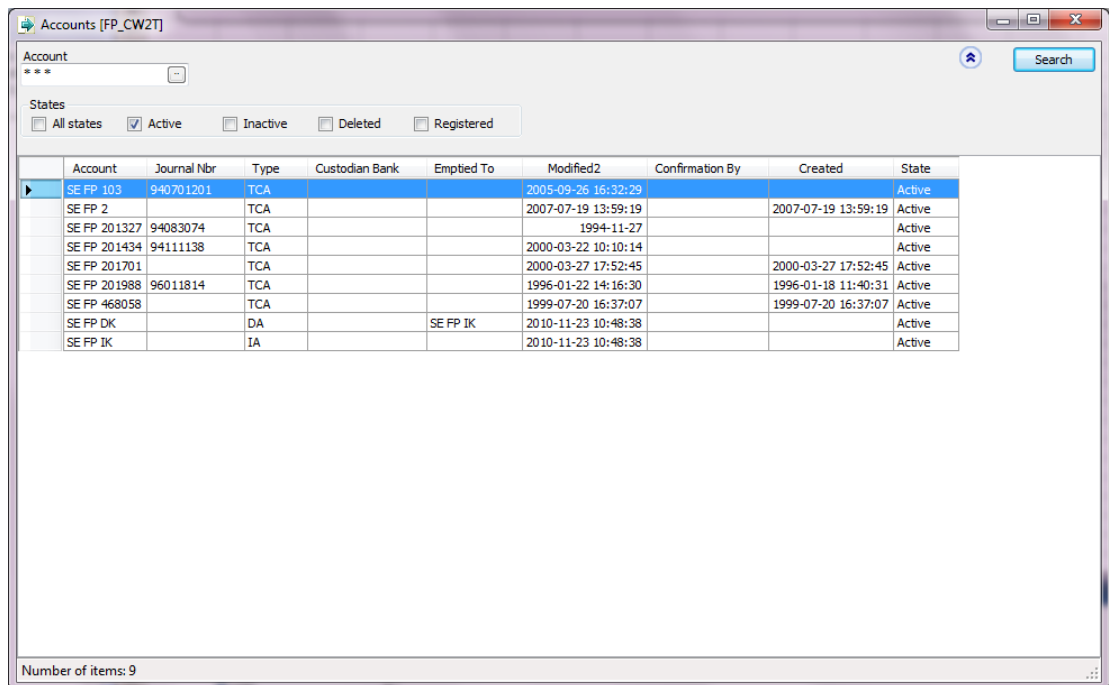 Accounts [FP_CW2T]
Account
* * *
Search
States
All states Active Inactive Deleted Registered
Account Journal Nbr Type Custodian Bank Emptied To Modified2 Confirmation By Created State
SE FP 103 940701201 TCA 2005-09-26 16:32:29 Active
SE FP 2 TCA 2007-07-19 13:59:19 2007-07-19 13:59:19 Active
SE FP 201327 94083074 TCA 1994-11-27 Active
SE FP 201434 94111138 TCA 2000-03-22 10:10:14 Active
SE FP 201701 TCA 2000-03-27 17:52:45 2000-03-27 17:52:45 Active
SE FP 201988 96011814 TCA 1996-01-22 14:16:30 1996-01-18 11:40:31 Active
SE FP 468058 TCA 1999-07-20 16:37:07 1999-07-20 16:37:07 Active
SE FP DK DA SE FP IK 2010-11-23 10:48:38 Active
SE FP IK IA 2010-11-23 10:48:38 Active
Number of items: 9